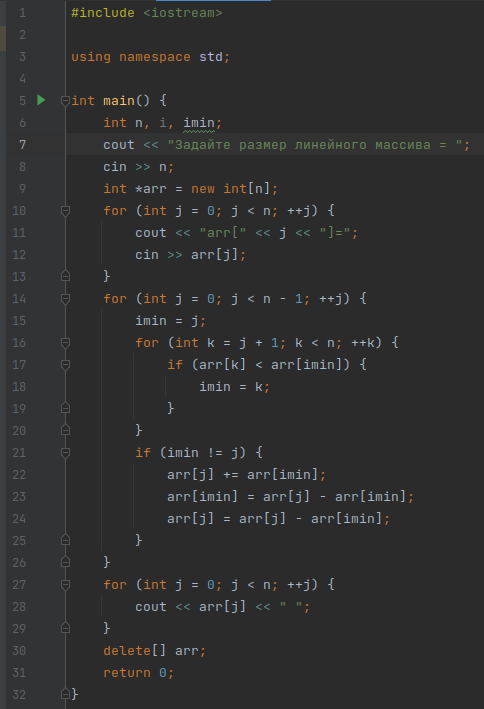 1 #include <iostream>
2
3 using namespace std;
4
5 int main() {
6     int n, i, imin;
7     cout << "Задайте размер линейного массива = ";
8     cin >> n;
9     int *arr = new int[n];
10     for (int j = 0; j < n; ++j) {
11         cout << "arr[" << j << "]=";
12         cin >> arr[j];
13     }
14     for (int j = 0; j < n - 1; ++j) {
15         imin = j;
16         for (int k = j + 1; k < n; ++k) {
17             if (arr[k] < arr[imin]) {
18                 imin = k;
19             }
20         }
21         if (imin != j) {
22             arr[j] += arr[imin];
23             arr[imin] = arr[j] - arr[imin];
24             arr[j] = arr[j] - arr[imin];
25         }
26     }
27     for (int j = 0; j < n; ++j) {
28         cout << arr[j] << " ";
29     }
30     delete[] arr;
31     return 0;
32 }